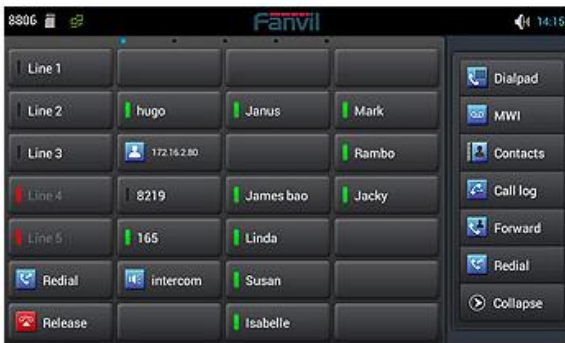 8806 Fanvil 14:15
Line 1
Line 2 hugo Janus Mark
Line 3 172.16.2.80 Rambo
Line 4 8219 James bao Jacky
Line 5 165 Linda
Redial intercom Susan
Release Isabelle
Dialpad
MWI
Contacts
Call log
Forward
Redial
Collapse